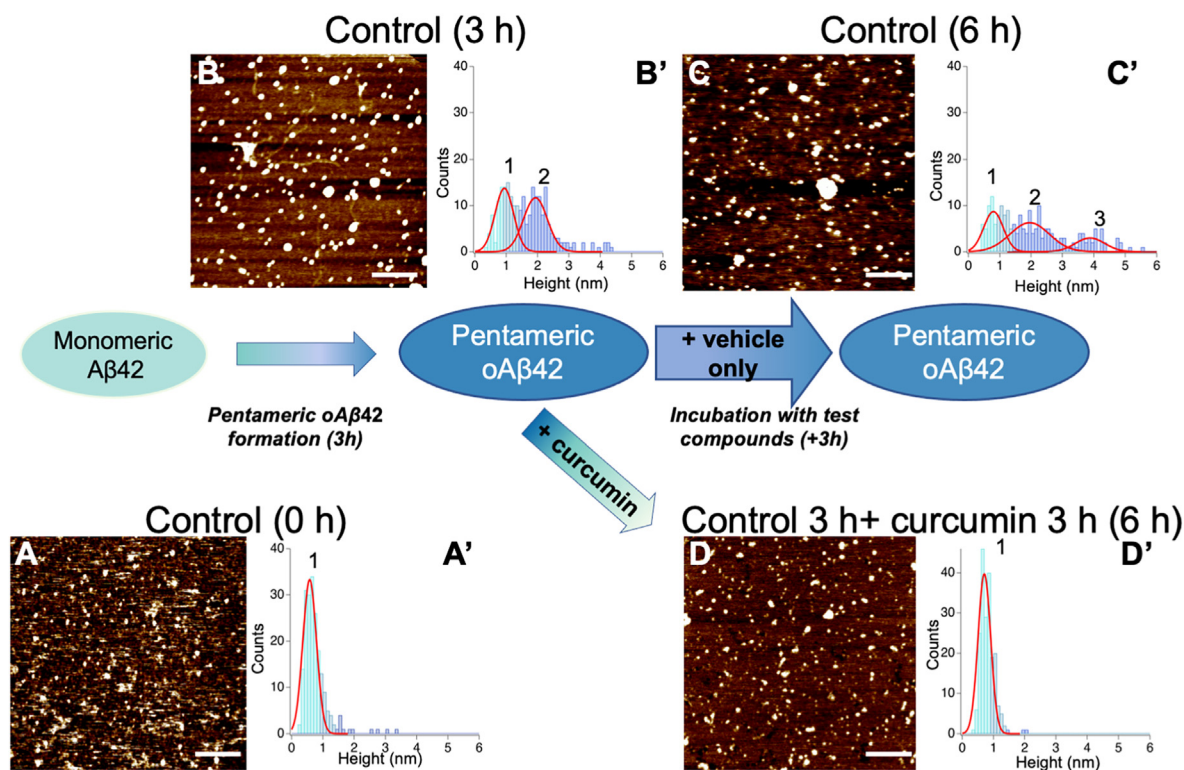 Control (3 h)
Control (6 h)
B
B'
40
30
20
10
0
Counts
1
2
0 1 2 3 4 5 6
Height (nm)
C
C'
40
30
20
10
0
Counts
1
2
3
0 1 2 3 4 5 6
Height (nm)
Monomeric
Aβ42
Pentameric oAβ42
formation (3h)
Pentameric
oAβ42
+ vehicle
only
Incubation with test
compounds (+3h)
Pentameric
oAβ42
+ curcumin
Control (0 h)
Control 3 h+ curcumin 3 h (6 h)
A
A'
40
30
20
10
0
Counts
1
0 1 2 3 4 5 6
Height (nm)
D
D'
40
30
20
10
0
Counts
1
0 1 2 3 4 5 6
Height (nm)